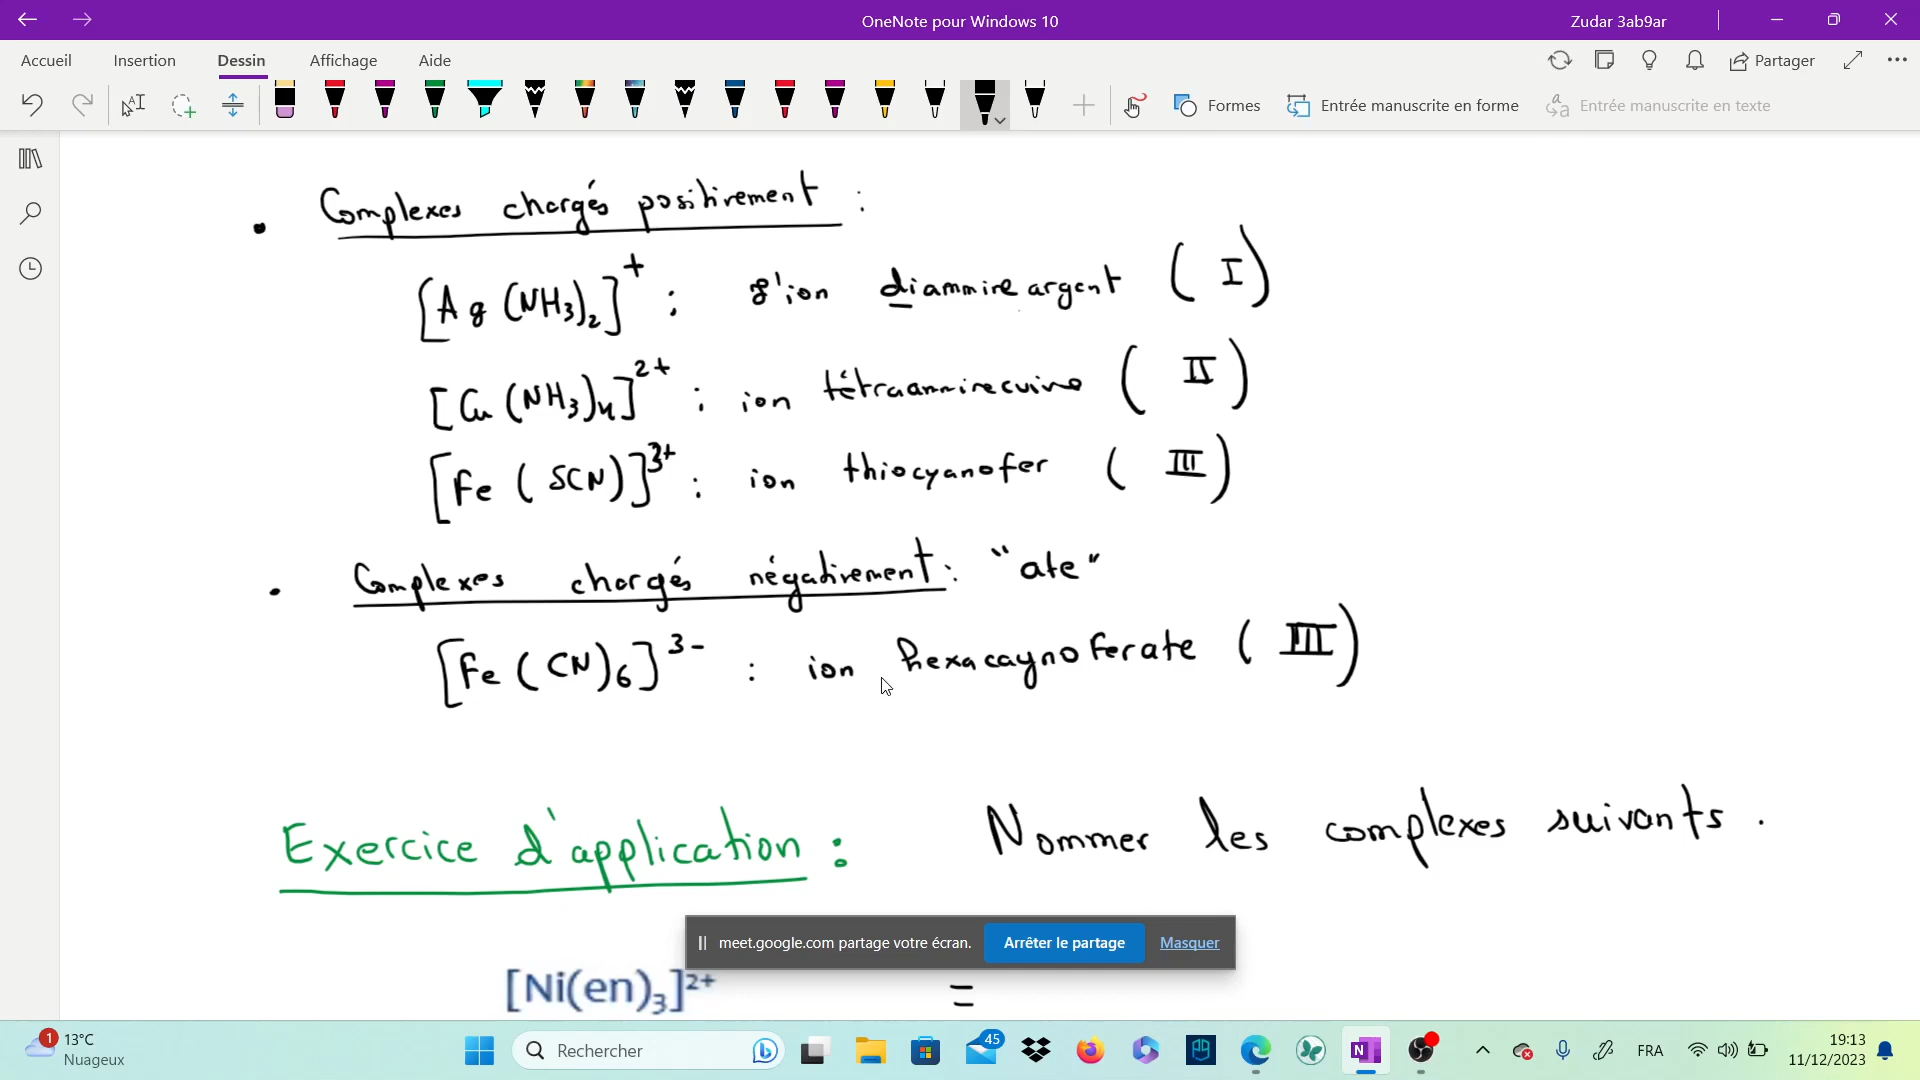 OneNote pour Windows 10
Zudar 3ab9ar
Accueil Insertion Dessin Affichage Aide
Partager
Formes Entrée manuscrite en forme Entrée manuscrite en texte
• Complexes chargés positivement :
[Ag(NH3)2]+ : l'ion diammineargent (I)
[Cu(NH3)4]2+ : ion tétraamminecuivre (II)
[Fe(SCN)]3+ : ion thiocyanofer (III)
• Complexes chargés négativement : "ate"
[Fe(CN)6]3- : ion hexacaynoferate (III)
Exercice d'application : Nommer les complexes suivants .
meet.google.com partage votre écran. Arrêter le partage Masquer
[Ni(en)3]2+ =
1 13°C
Nuageux
Rechercher
45
FRA
19:13
11/12/2023